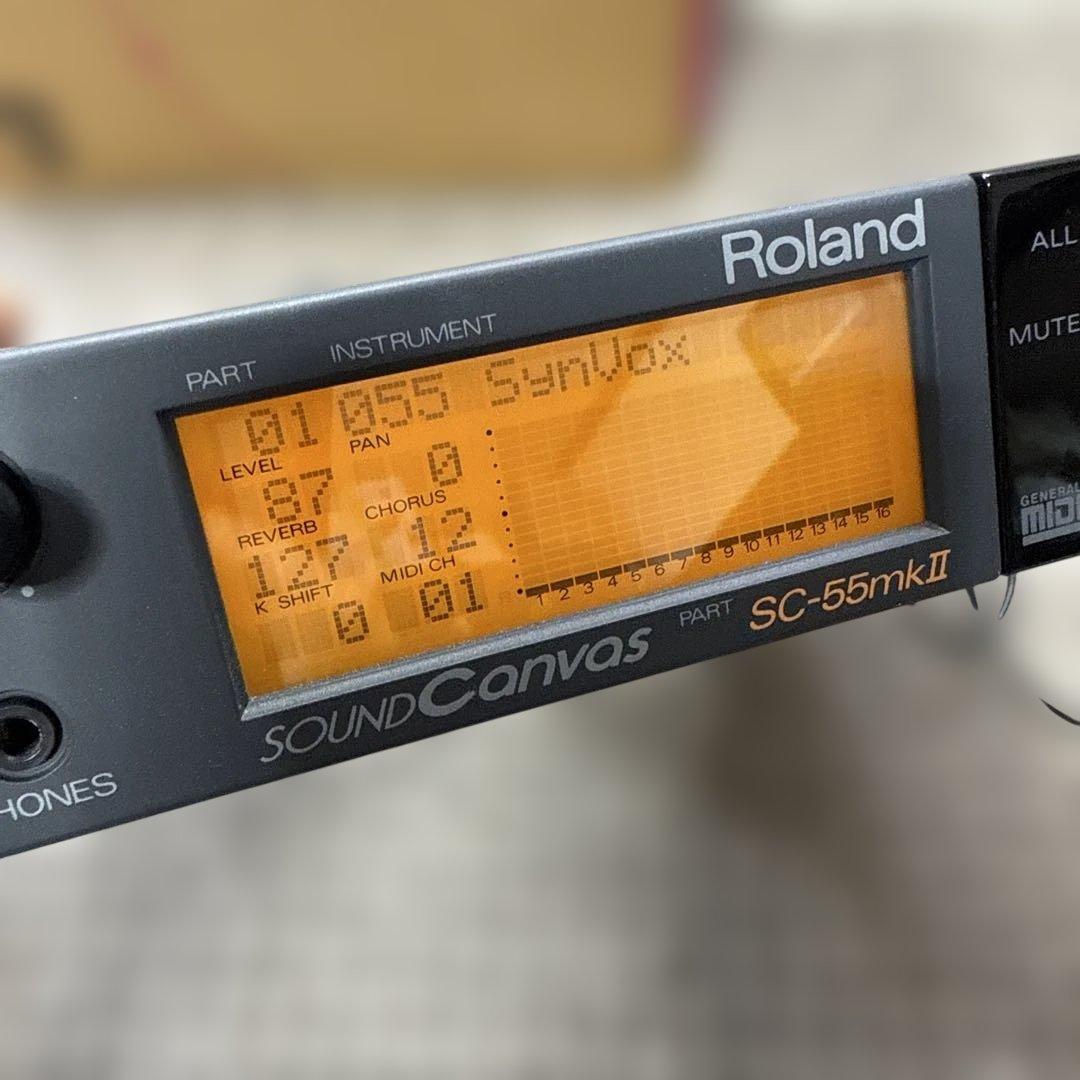 Roland
ALL
MUTE
PART INSTRUMENT
01 055 SynVox
LEVEL PAN
87 0
REVERB CHORUS
127 12
K SHIFT MIDI CH
0 01
1 2 3 4 5 6 7 8 9 10 11 12 13 14 15 16
PART
SOUND Canvas
SC-55mkII
GENERAL
MIDI
HONES